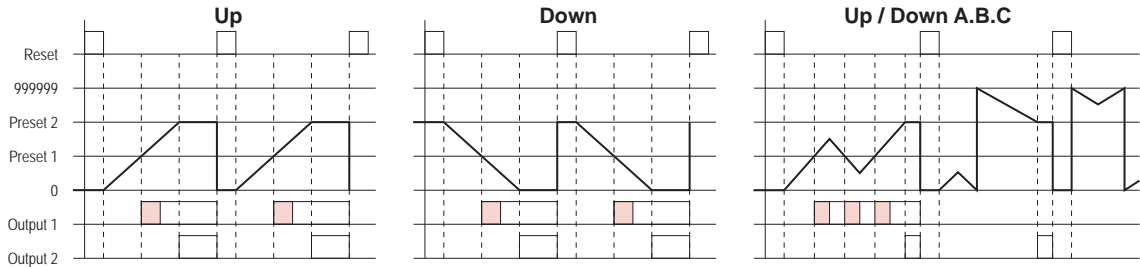 Up
Down
Up / Down A.B.C
Reset
999999
Preset 2
Preset 1
0
Output 1
Output 2